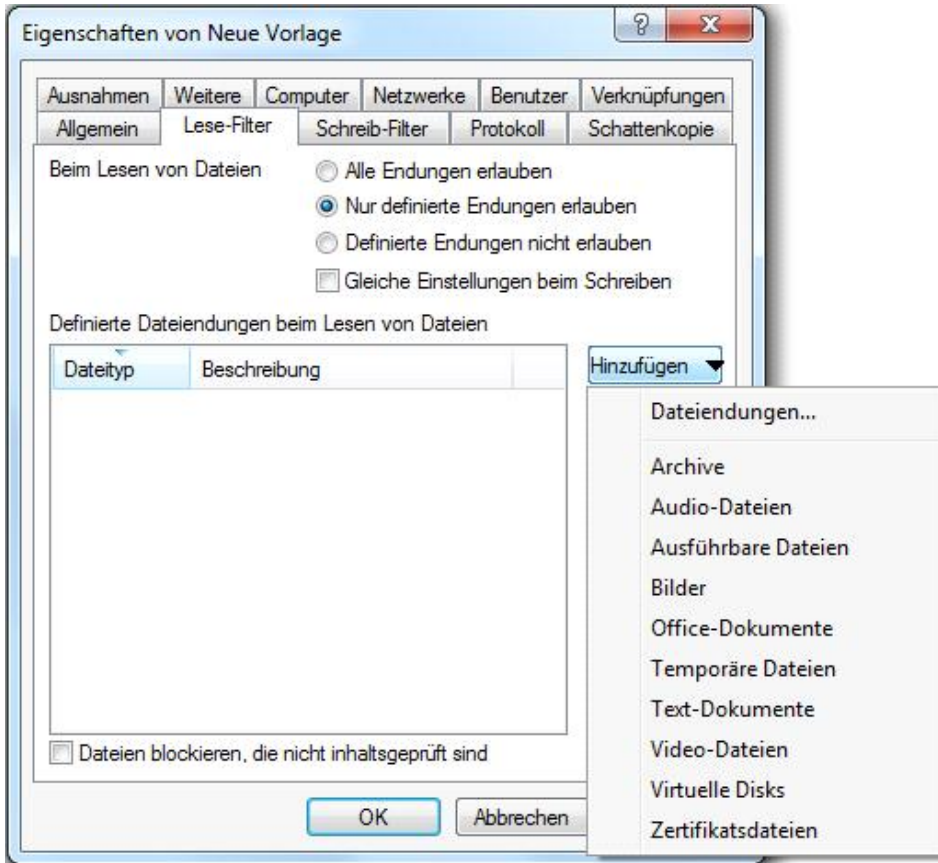 Eigenschaften von Neue Vorlage
Ausnahmen Weitere Computer Netzwerke Benutzer Verknüpfungen
Allgemein Lese-Filter Schreib-Filter Protokoll Schattenkopie
Beim Lesen von Dateien Alle Endungen erlauben
Nur definierte Endungen erlauben
Definierte Endungen nicht erlauben
Gleiche Einstellungen beim Schreiben
Definierte Dateiendungen beim Lesen von Dateien
Dateityp Beschreibung Hinzufügen
Dateiendungen...
Archive
Audio-Dateien
Ausführbare Dateien
Bilder
Office-Dokumente
Temporäre Dateien
Text-Dokumente
Video-Dateien
Virtuelle Disks
Zertifikatsdateien
Dateien blockieren, die nicht inhaltsgeprüft sind
OK Abbrechen